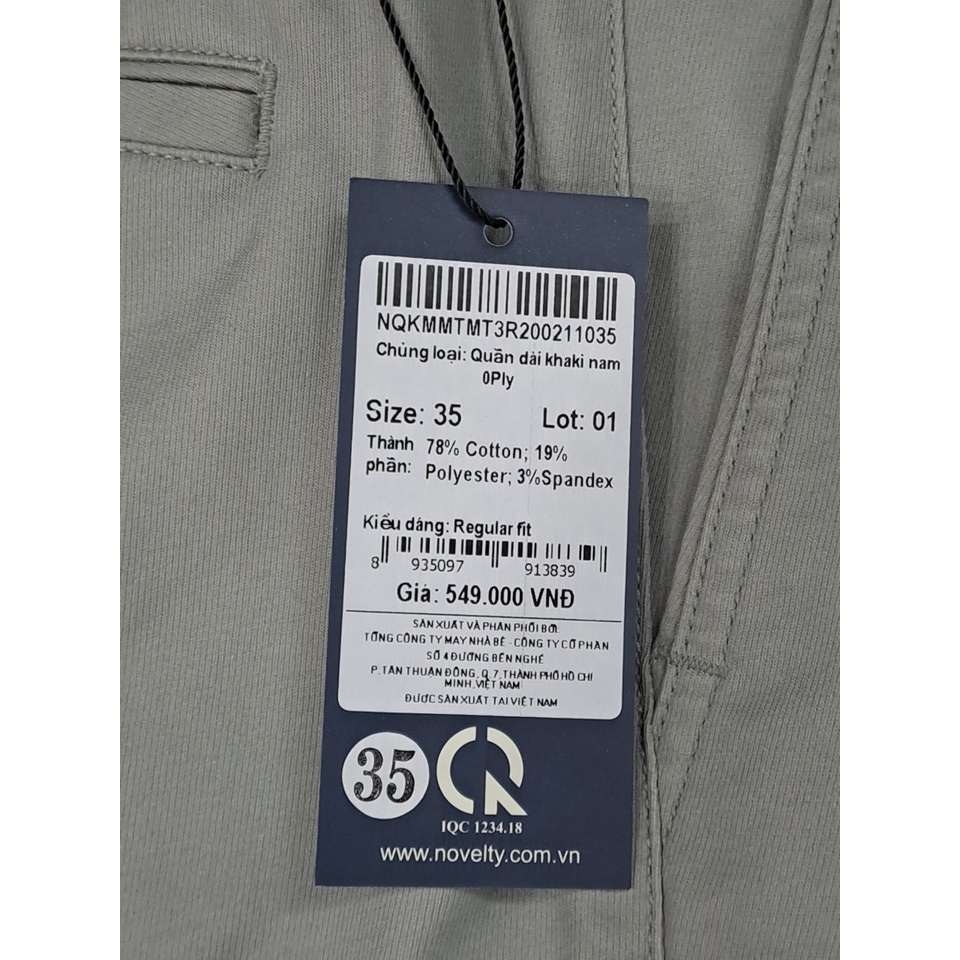 NQKMMTMT3R200211035
Chủng loại: Quần dài khaki nam
0Ply
Size: 35 Lot: 01
Thành phần: 78% Cotton; 19%
Polyester; 3%Spandex
Kiểu dáng: Regular fit
8 935097 913839
Giá: 549.000 VNĐ
SẢN XUẤT VÀ PHÂN PHỐI BỞI:
TỔNG CÔNG TY MAY NHÀ BÈ - CÔNG TY CỔ PHẦN
SỐ 4 ĐƯỜNG BẾN NGHÉ
P. TÂN THUẬN ĐÔNG, Q.7, THÀNH PHỐ HỒ CHÍ
MINH, VIỆT NAM
ĐƯỢC SẢN XUẤT TẠI VIỆT NAM
35
CR
IQC 1234.18
www.novelty.com.vn